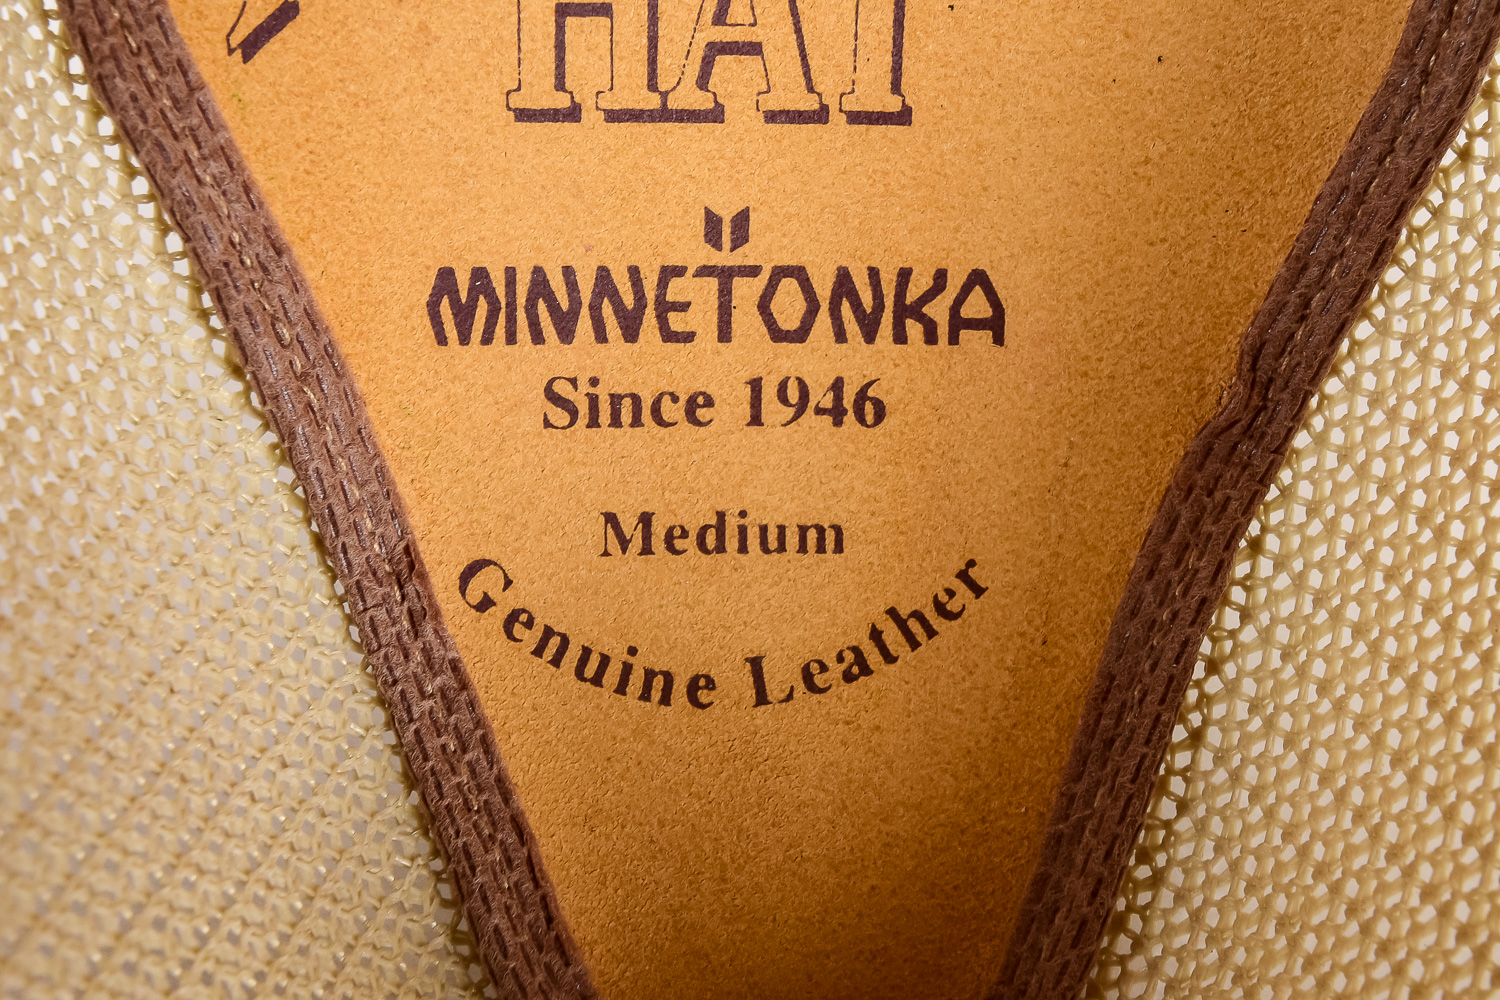 HAT
MINNETONKA
Since 1946
Medium
Genuine Leather